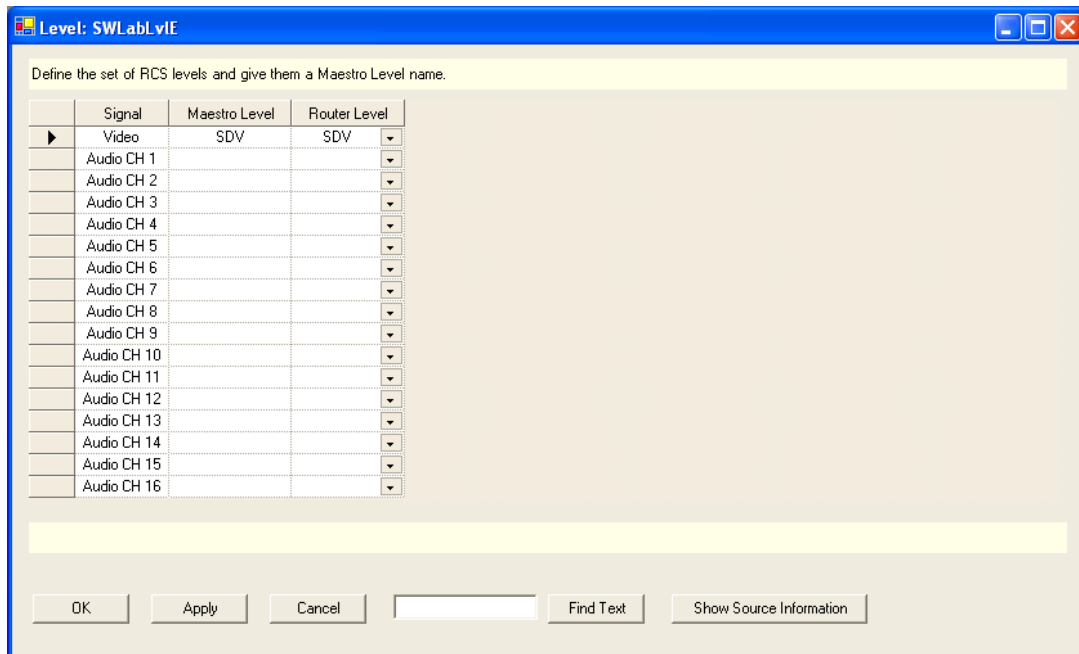 Level: SWLabLvlE
Define the set of RCS levels and give them a Maestro Level name.
Signal Maestro Level Router Level
Video SDV SDV
Audio CH 1
Audio CH 2
Audio CH 3
Audio CH 4
Audio CH 5
Audio CH 6
Audio CH 7
Audio CH 8
Audio CH 9
Audio CH 10
Audio CH 11
Audio CH 12
Audio CH 13
Audio CH 14
Audio CH 15
Audio CH 16
OK Apply Cancel Find Text Show Source Information